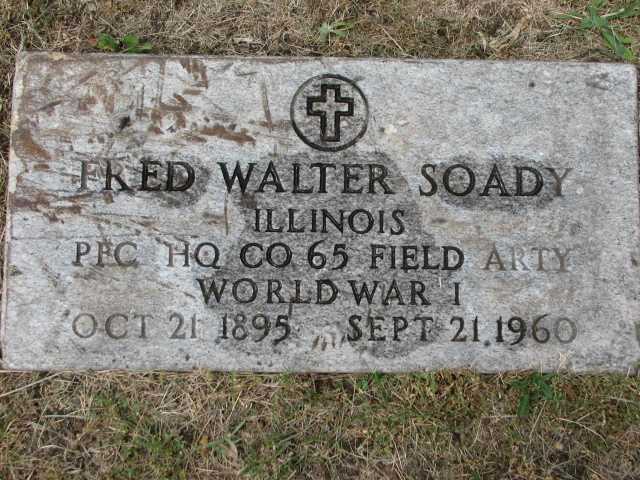 FRED WALTER SOADY
ILLINOIS
PFC HQ CO 65 FIELD ARTY
WORLD WAR I
OCT 21 1895 SEPT 21 1960